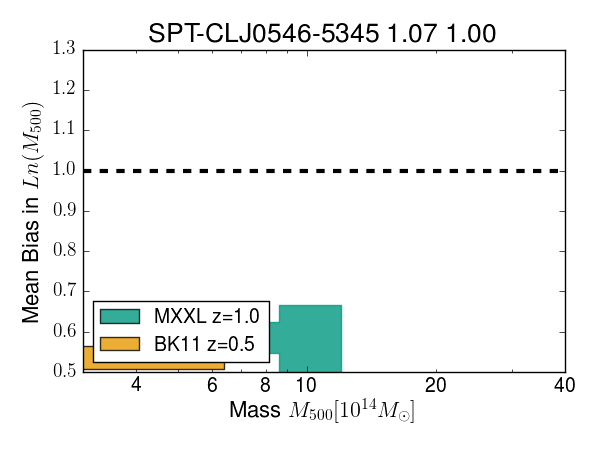 SPT-CLJ0546-5345 1.07 1.00
Mean Bias in Ln(M500)
1.3
1.2
1.1
1.0
0.9
0.8
0.7
0.6
0.5
MXXL z=1.0
BK11 z=0.5
4 6 8 10 20 40
Mass M500[10^14 M⊙]